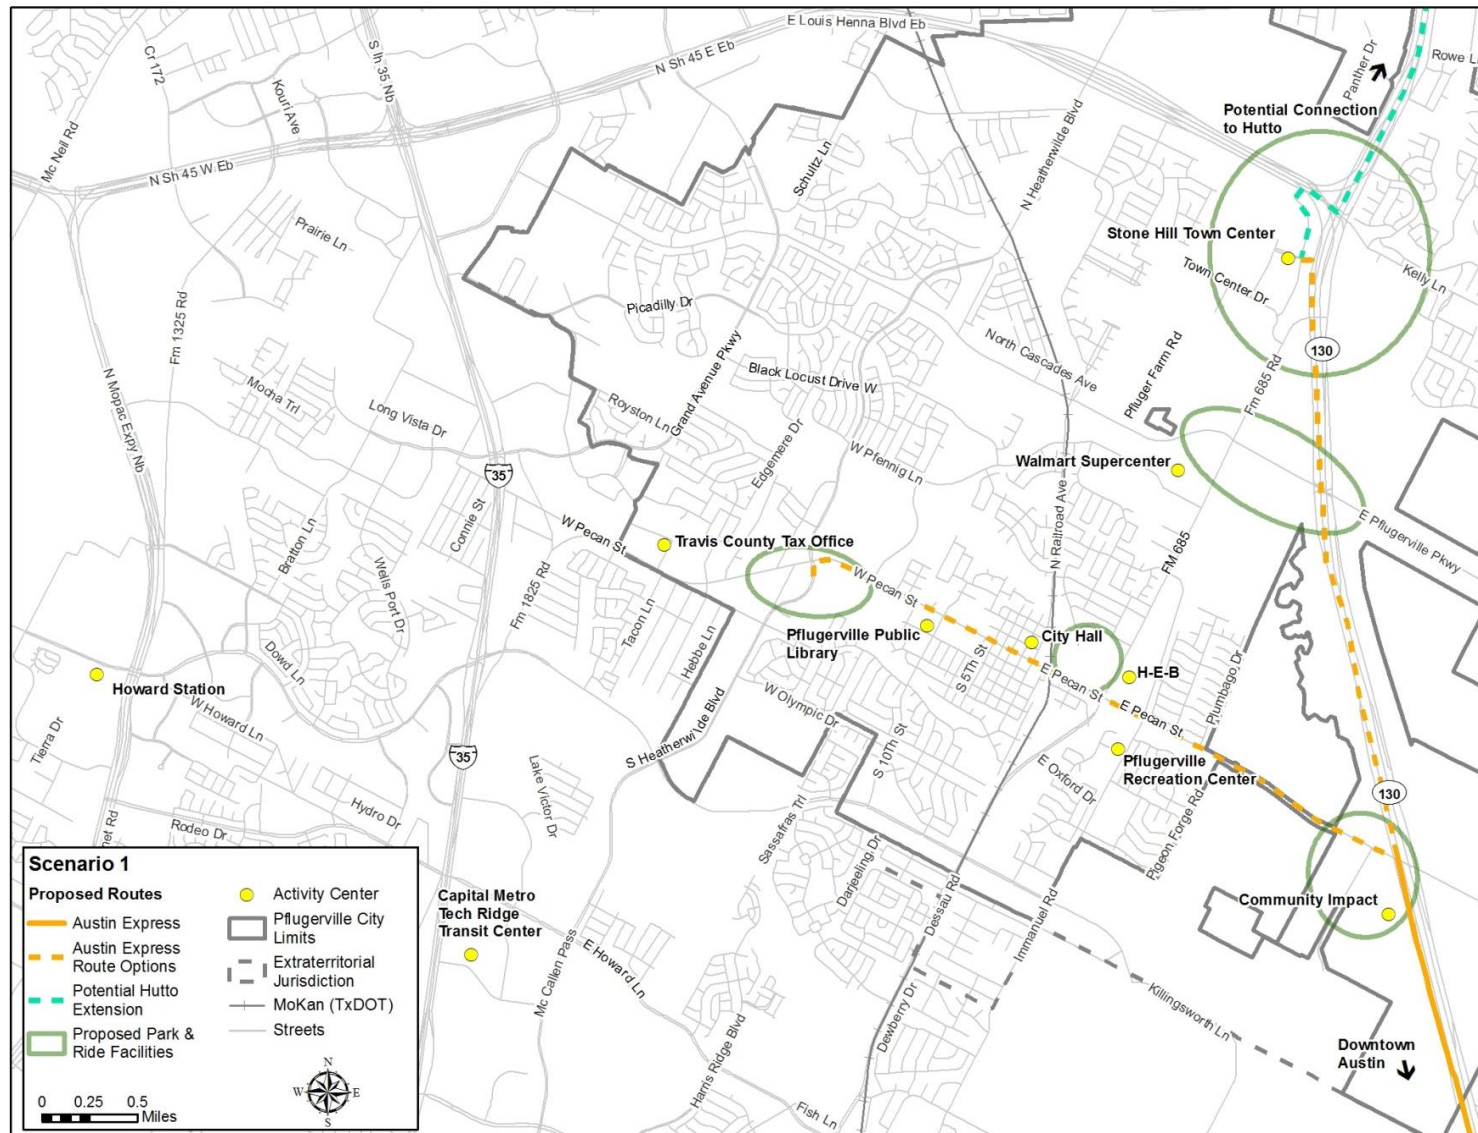 E Louis Henna Blvd Eb
Cr 172
S Ih 35 Nb
N Sh 45 E Eb
Panther Dr
Rowe L
Kouri Ave
Mc Neil Rd
N Sh 45 W Eb
Schultz Ln
N Heatherwilde Blvd
Potential Connection
to Hutto
Prairie Ln
Stone Hill Town Center
Town Center Dr
Kelly Ln
Fm 1325 Rd
Picadilly Dr
Grand Avenue Pkwy
North Cascades Ave
130
Pfluger Farm Rd
Fm 685 Rd
Black Locust Drive W
N Mopac Expy Nb
Mocha Trl
Long Vista Dr
Royston Ln
Edgemere Dr
W Pfennig Ln
Walmart Supercenter
35
Connie St
W Pecan St
Travis County Tax Office
N Railroad Ave
FM 685
E Pflugerville Pkwy
Bratton Ln
Wells Port Dr
Fm 1825 Rd
Tacon Ln
W Pecan St
Pflugerville Public
Library
City Hall
Hebbe Ln
S 5Th St
E Pecan St
H-E-B
E Pecan St
Plumbago Dr
Dowd Ln
Howard Station
W Howard Ln
W Olympic Dr
Tierra Dr
S Heatherwilde Blvd
S 10Th St
35
Lake Victor Dr
E Oxford Dr
Pflugerville
Recreation Center
Pigeon Forge Rd
130
Hydro Dr
Rodeo Dr
net Rd
Sassafras Trl
Darjeeling Dr
Dessau Rd
Immanuel Rd
Community Impact
Capital Metro
Tech Ridge
Transit Center
Mc Callen Pass
E Howard Ln
Dewberry Dr
Killingsworth Ln
Harris Ridge Blvd
Fish Ln
Downtown
Austin
Scenario 1
Proposed Routes
Austin Express
Austin Express
Route Options
Potential Hutto
Extension
Proposed Park &
Ride Facilities
Activity Center
Pflugerville City
Limits
Extraterritorial
Jurisdiction
MoKan (TxDOT)
Streets
N
W E
S
0 0.25 0.5
Miles